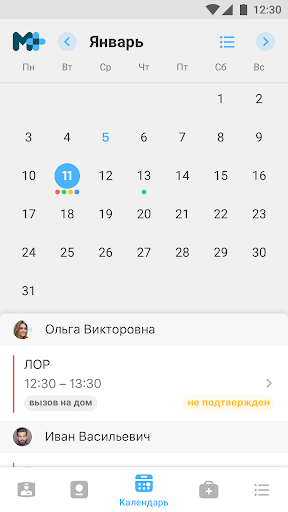 12:30
M+ Январь
Пн Вт Ср Чт Пт Сб Вс
1 2
3 4 5 6 7 8 9
10 11 12 13 14 15 16
17 18 19 20 21 22 23
24 25 26 27 28 29 30
31
Ольга Викторовна
ЛОР
12:30 – 13:30
вызов на дом не подтвержден
Иван Васильевич
Календарь